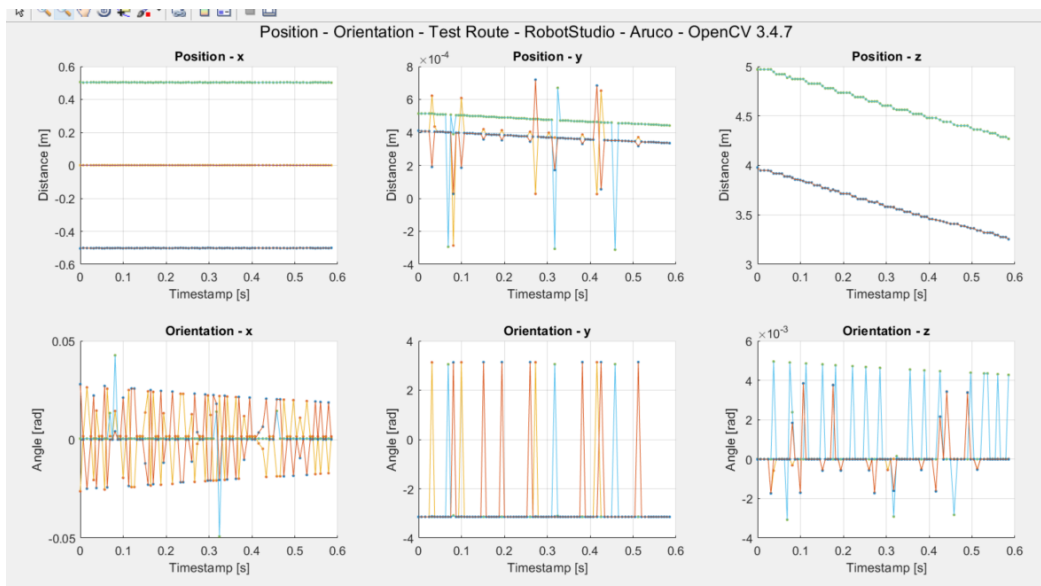 Position - Orientation - Test Route - RobotStudio - Aruco - OpenCV 3.4.7
Position - x
Distance [m]
0.6
0.4
0.2
0
-0.2
-0.4
-0.6
0 0.1 0.2 0.3 0.4 0.5 0.6
Timestamp [s]
Position - y
×10⁻⁴
Distance [m]
8
6
4
2
0
-2
-4
0 0.1 0.2 0.3 0.4 0.5 0.6
Timestamp [s]
Position - z
Distance [m]
5
4.5
4
3.5
3
0 0.1 0.2 0.3 0.4 0.5 0.6
Timestamp [s]
Orientation - x
Angle [rad]
0.05
0
-0.05
0 0.1 0.2 0.3 0.4 0.5 0.6
Timestamp [s]
Orientation - y
Angle [rad]
4
2
0
-2
-4
0 0.1 0.2 0.3 0.4 0.5 0.6
Timestamp [s]
Orientation - z
×10⁻³
Angle [rad]
6
4
2
0
-2
-4
0 0.1 0.2 0.3 0.4 0.5 0.6
Timestamp [s]